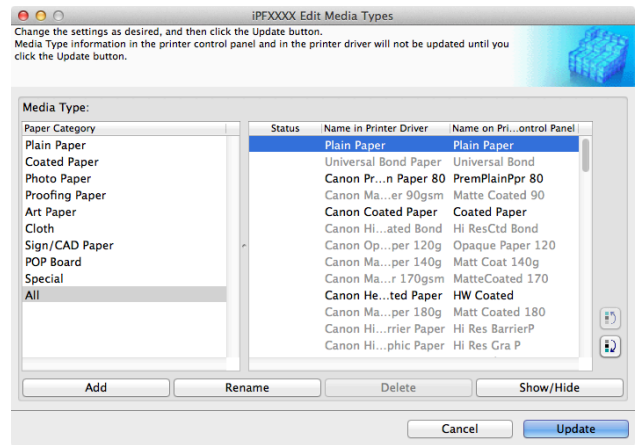 iPFXXXX Edit Media Types
Change the settings as desired, and then click the Update button.
Media Type information in the printer control panel and in the printer driver will not be updated until you
click the Update button.
Media Type:
Paper Category
Plain Paper
Coated Paper
Photo Paper
Proofing Paper
Art Paper
Cloth
Sign/CAD Paper
POP Board
Special
All
Status Name in Printer Driver Name on Pri...ontrol Panel
Plain Paper Plain Paper
Universal Bond Paper Universal Bond
Canon Pr...n Paper 80 PremPlainPpr 80
Canon Ma...er 90gsm Matte Coated 90
Canon Coated Paper Coated Paper
Canon Hi...ated Bond Hi ResCtd Bond
Canon Op...per 120g Opaque Paper 120
Canon Ma...per 140g Matt Coat 140g
Canon Ma...r 170gsm MatteCoated 170
Canon He...ted Paper HW Coated
Canon Ma...per 180g Matt Coated 180
Canon Hi...rrier Paper Hi Res BarrierP
Canon Hi...phic Paper Hi Res Gra P
Add Rename Delete Show/Hide
Cancel Update